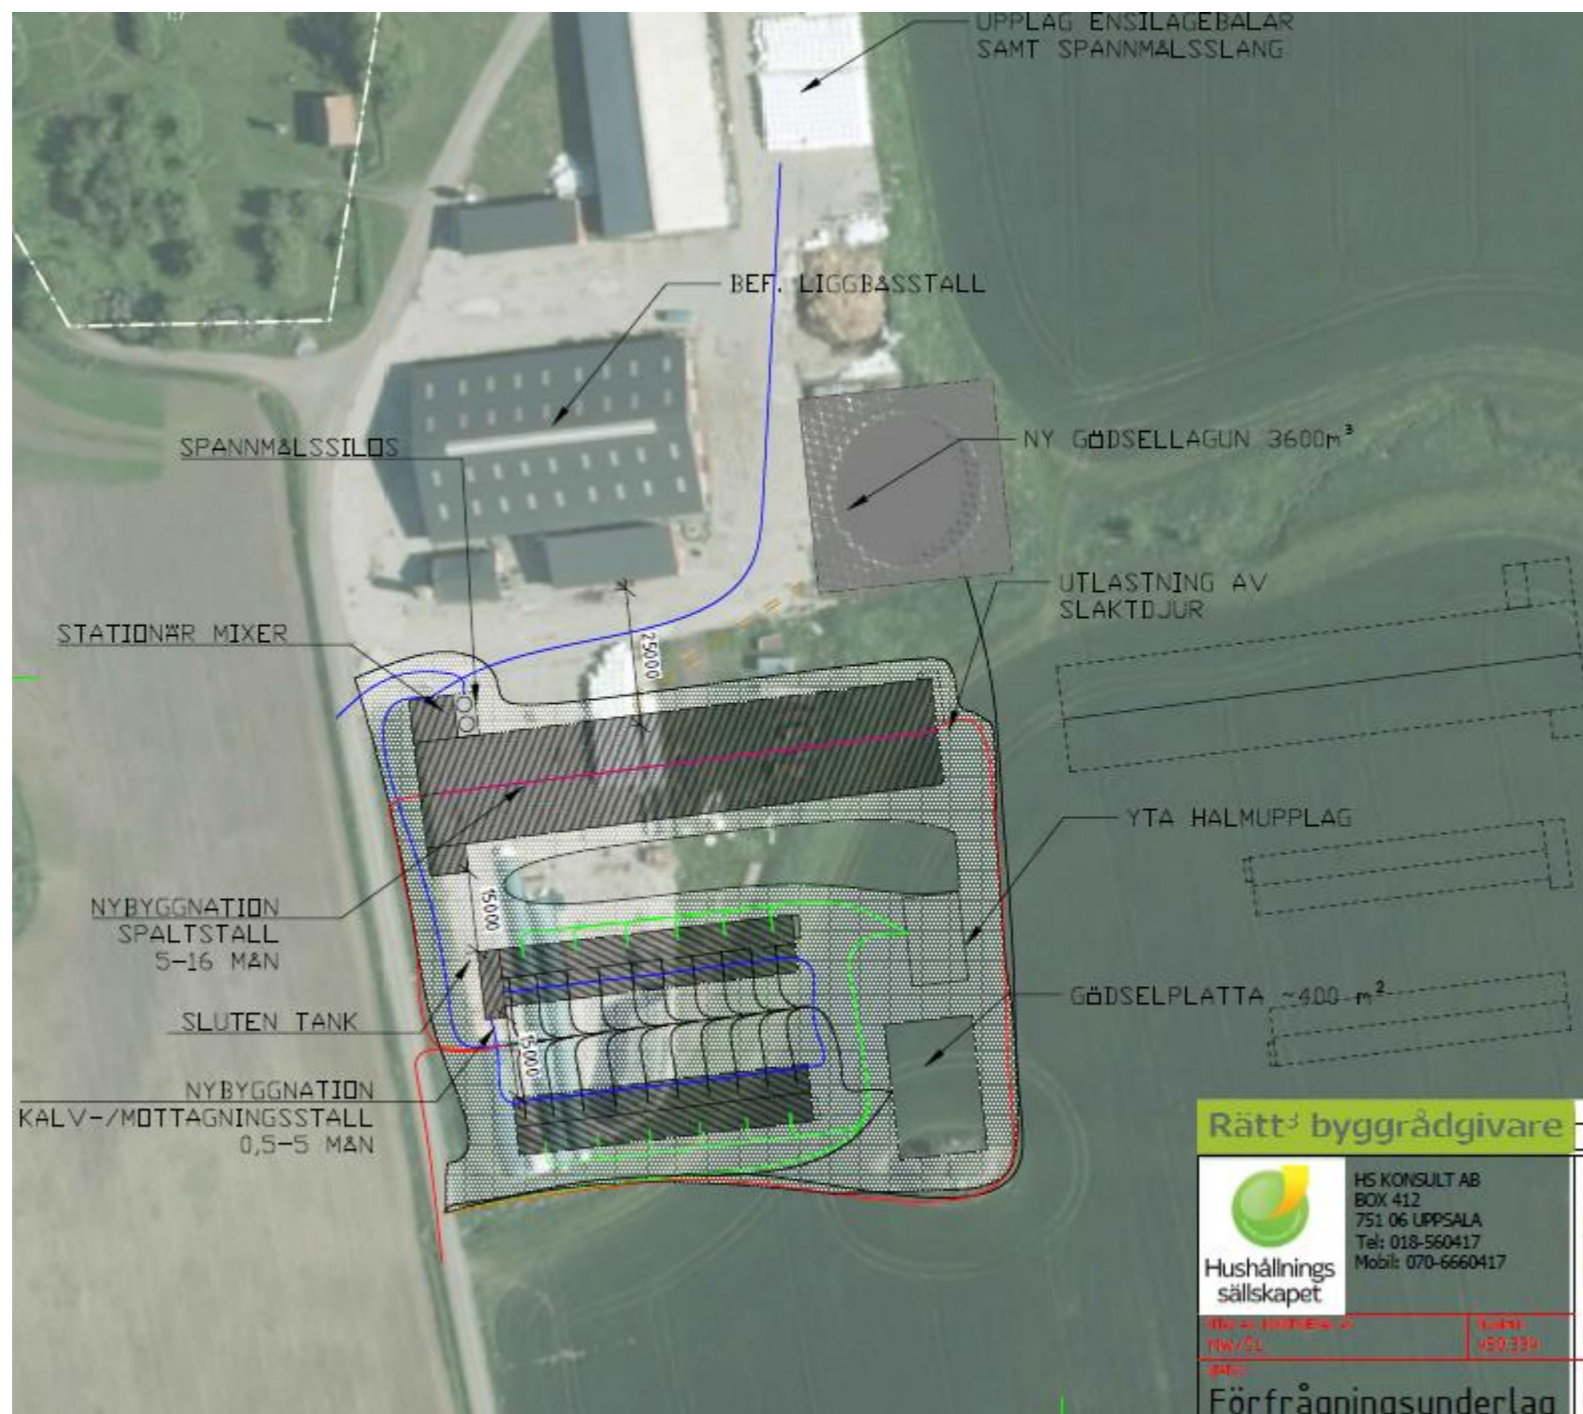 UPPLAG ENSILAGEBALAR
SAMT SPANNMÅLSSLANG
BEF. LIGGBÅSSTALL
SPANNMÅLSSILOS
NY GÖDSELLAGUN 3600m³
UTLASTNING AV
SLAKTDJUR
STATIONÄR MIXER
25000
YTA HALMUPPLAG
NYBYGGNATION
SPALTSTALL
5-16 MÅN
15000
GÖDSELPLATTA ~400 m²
SLUTEN TANK
15000
NYBYGGNATION
KALV-/MOTTAGNINGSSTALL
0,5-5 MÅN
Rätt³ byggrådgivare
HS KONSULT AB
BOX 412
751 06 UPPSALA
Tel: 018-560417
Mobil: 070-6660417
Hushållnings
sällskapet
Förfrågningsunderlag